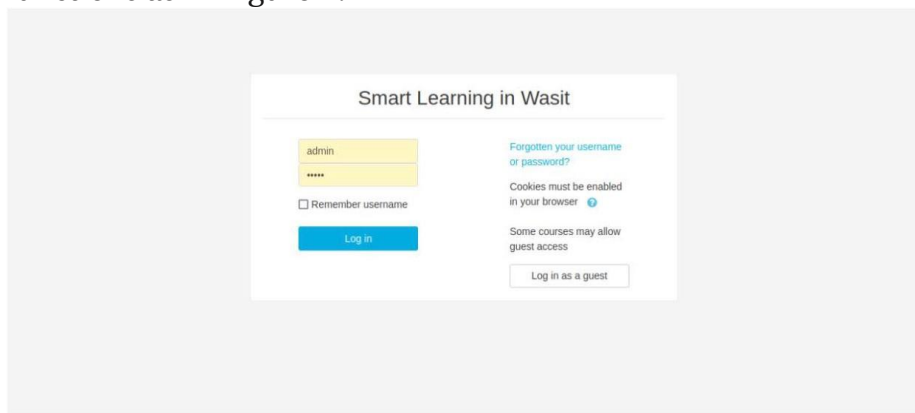 Smart Learning in Wasit
admin
•••••
Remember username
Log in
Forgotten your username
or password?
Cookies must be enabled
in your browser
Some courses may allow
guest access
Log in as a guest